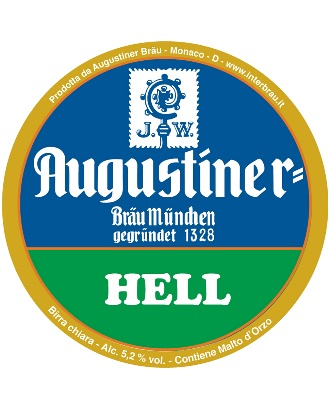 Prodotta da Augustiner Bräu - Monaco - D - www.interbrau.it
J. W.
Augustiner=
Bräu München
gegründet 1328
HELL
Birra chiara - Alc. 5,2 % vol. - Contiene Malto d'Orzo